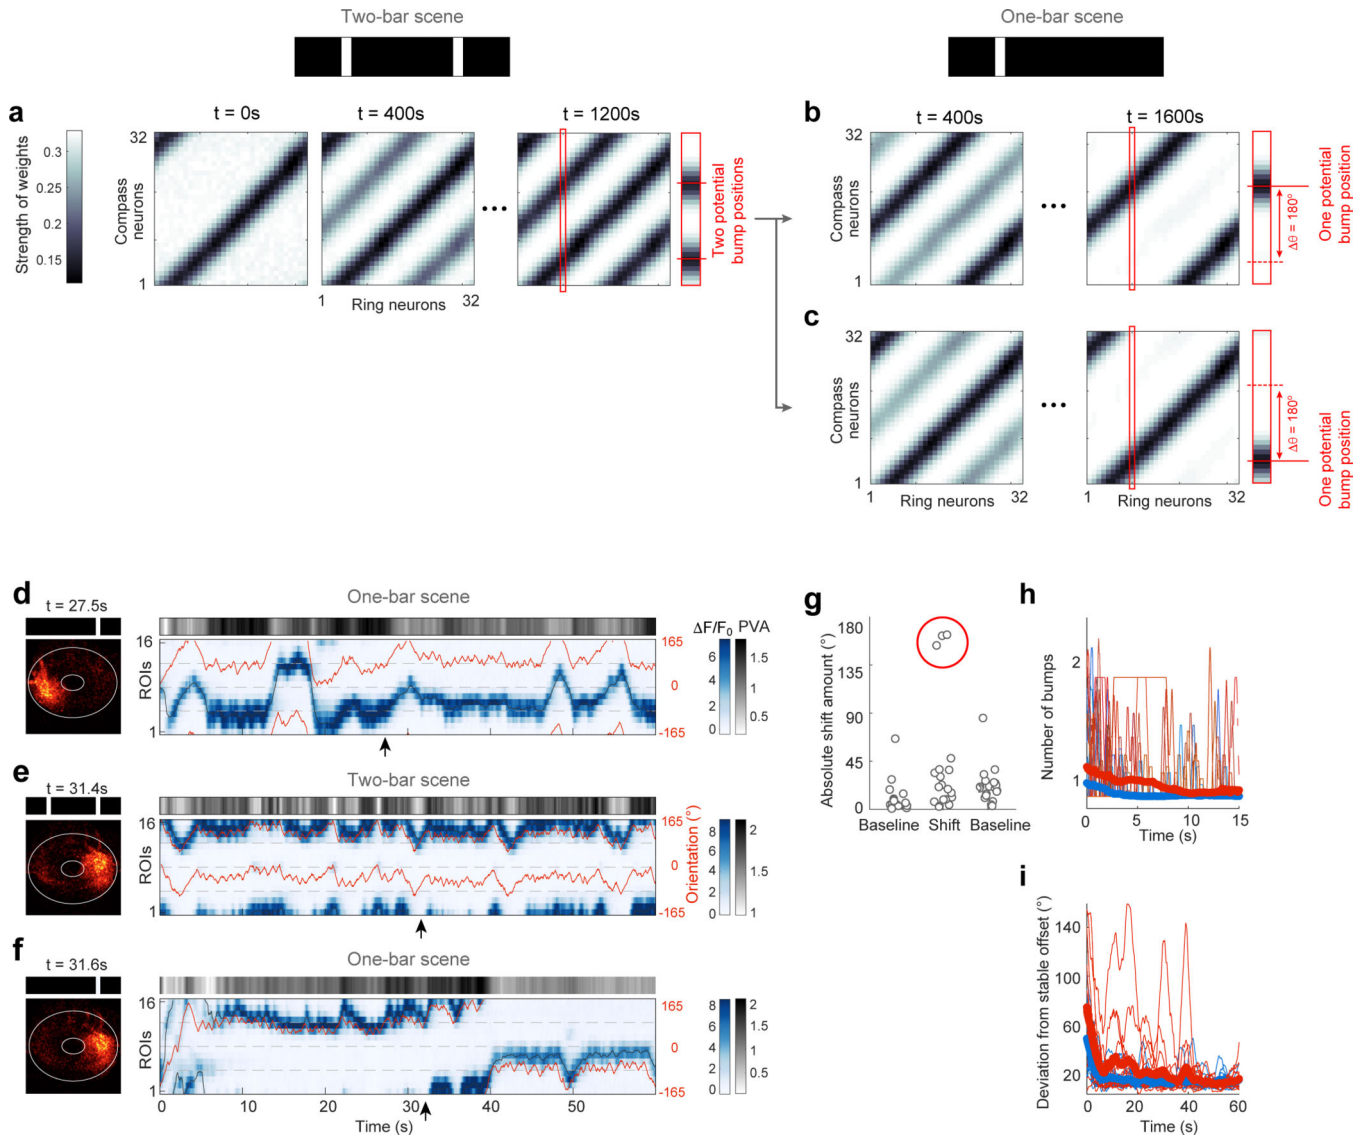 Two-bar scene
One-bar scene
a
t = 0s
t = 400s
t = 1200s
Strength of weights
0.3
0.25
0.2
0.15
Compass neurons
32
1
1
Ring neurons
32
Two potential bump positions
b
t = 400s
t = 1600s
Compass neurons
32
1
Δθ = 180°
One potential bump position
c
Compass neurons
32
1
1
Ring neurons
32
Δθ = 180°
One potential bump position
d
t = 27.5s
One-bar scene
ROIs
16
1
165
0
-165
ΔF/F0 PVA
6
4
2
0
1.5
1
0.5
e
t = 31.4s
Two-bar scene
ROIs
16
1
165
0
-165
Orientation (°)
8
6
4
2
0
2
1.5
1
f
t = 31.6s
One-bar scene
ROIs
16
1
165
0
-165
8
6
4
2
0
2
1.5
1
0.5
0
10
20
30
40
50
Time (s)
g
Absolute shift amount (°)
180
135
90
45
0
Baseline
Shift
Baseline
h
Number of bumps
2
1
0
5
10
15
Time (s)
i
Deviation from stable offset (°)
140
100
60
20
0
20
40
60
Time (s)